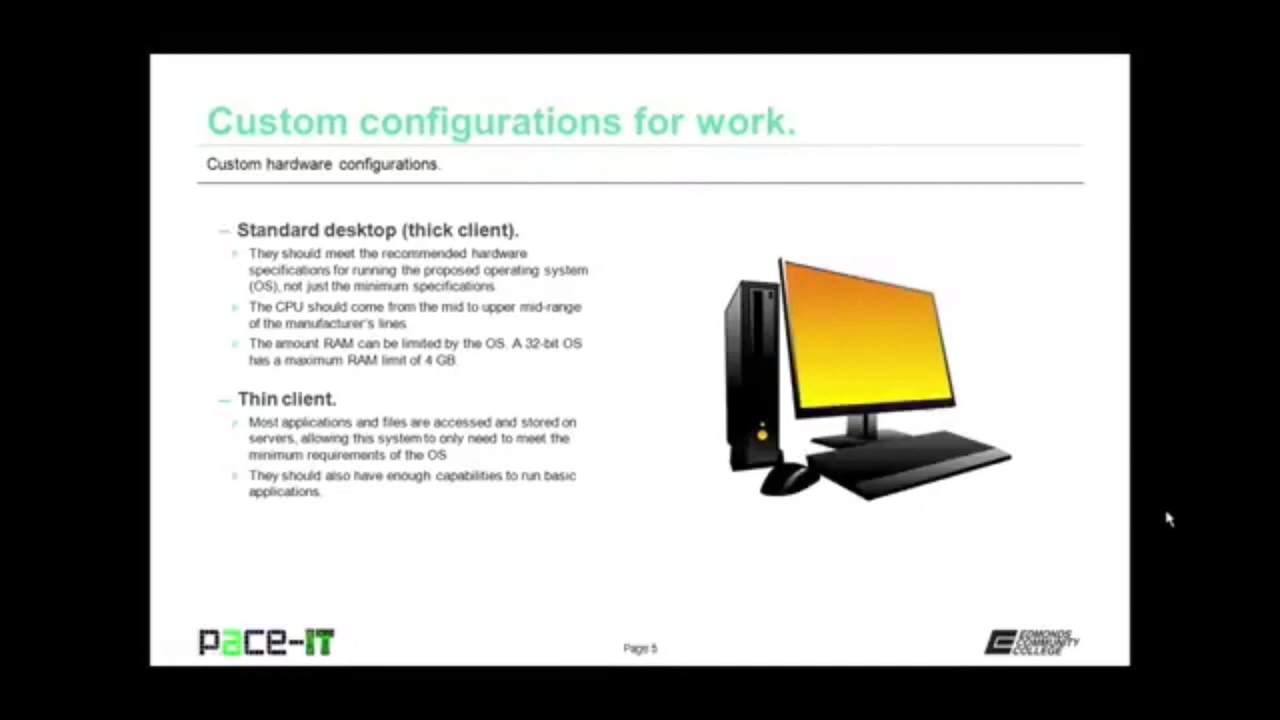 Custom configurations for work.
Custom hardware configurations.
– Standard desktop (thick client).
They should meet the recommended hardware
specifications for running the proposed operating system
(OS), not just the minimum specifications
The CPU should come from the mid to upper mid-range
of the manufacturer's lines
The amount RAM can be limited by the OS. A 32-bit OS
has a maximum RAM limit of 4 GB.
– Thin client.
Most applications and files are accessed and stored on
servers, allowing this system to only need to meet the
minimum requirements of the OS
They should also have enough capabilities to run basic
applications.
pace-IT
Page 5
EDMONDS
COMMUNITY
COLLEGE